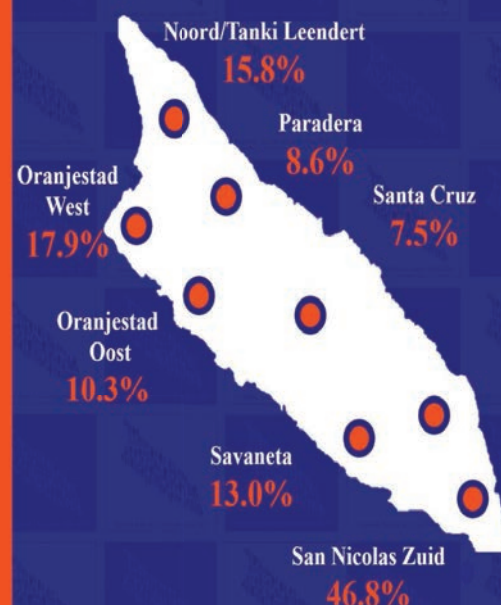 Noord/Tanki Leendert
15.8%
Paradera
8.6%
Oranjestad
West
17.9%
Santa Cruz
7.5%
Oranjestad
Oost
10.3%
Savaneta
13.0%
San Nicolas Zuid
46.8%